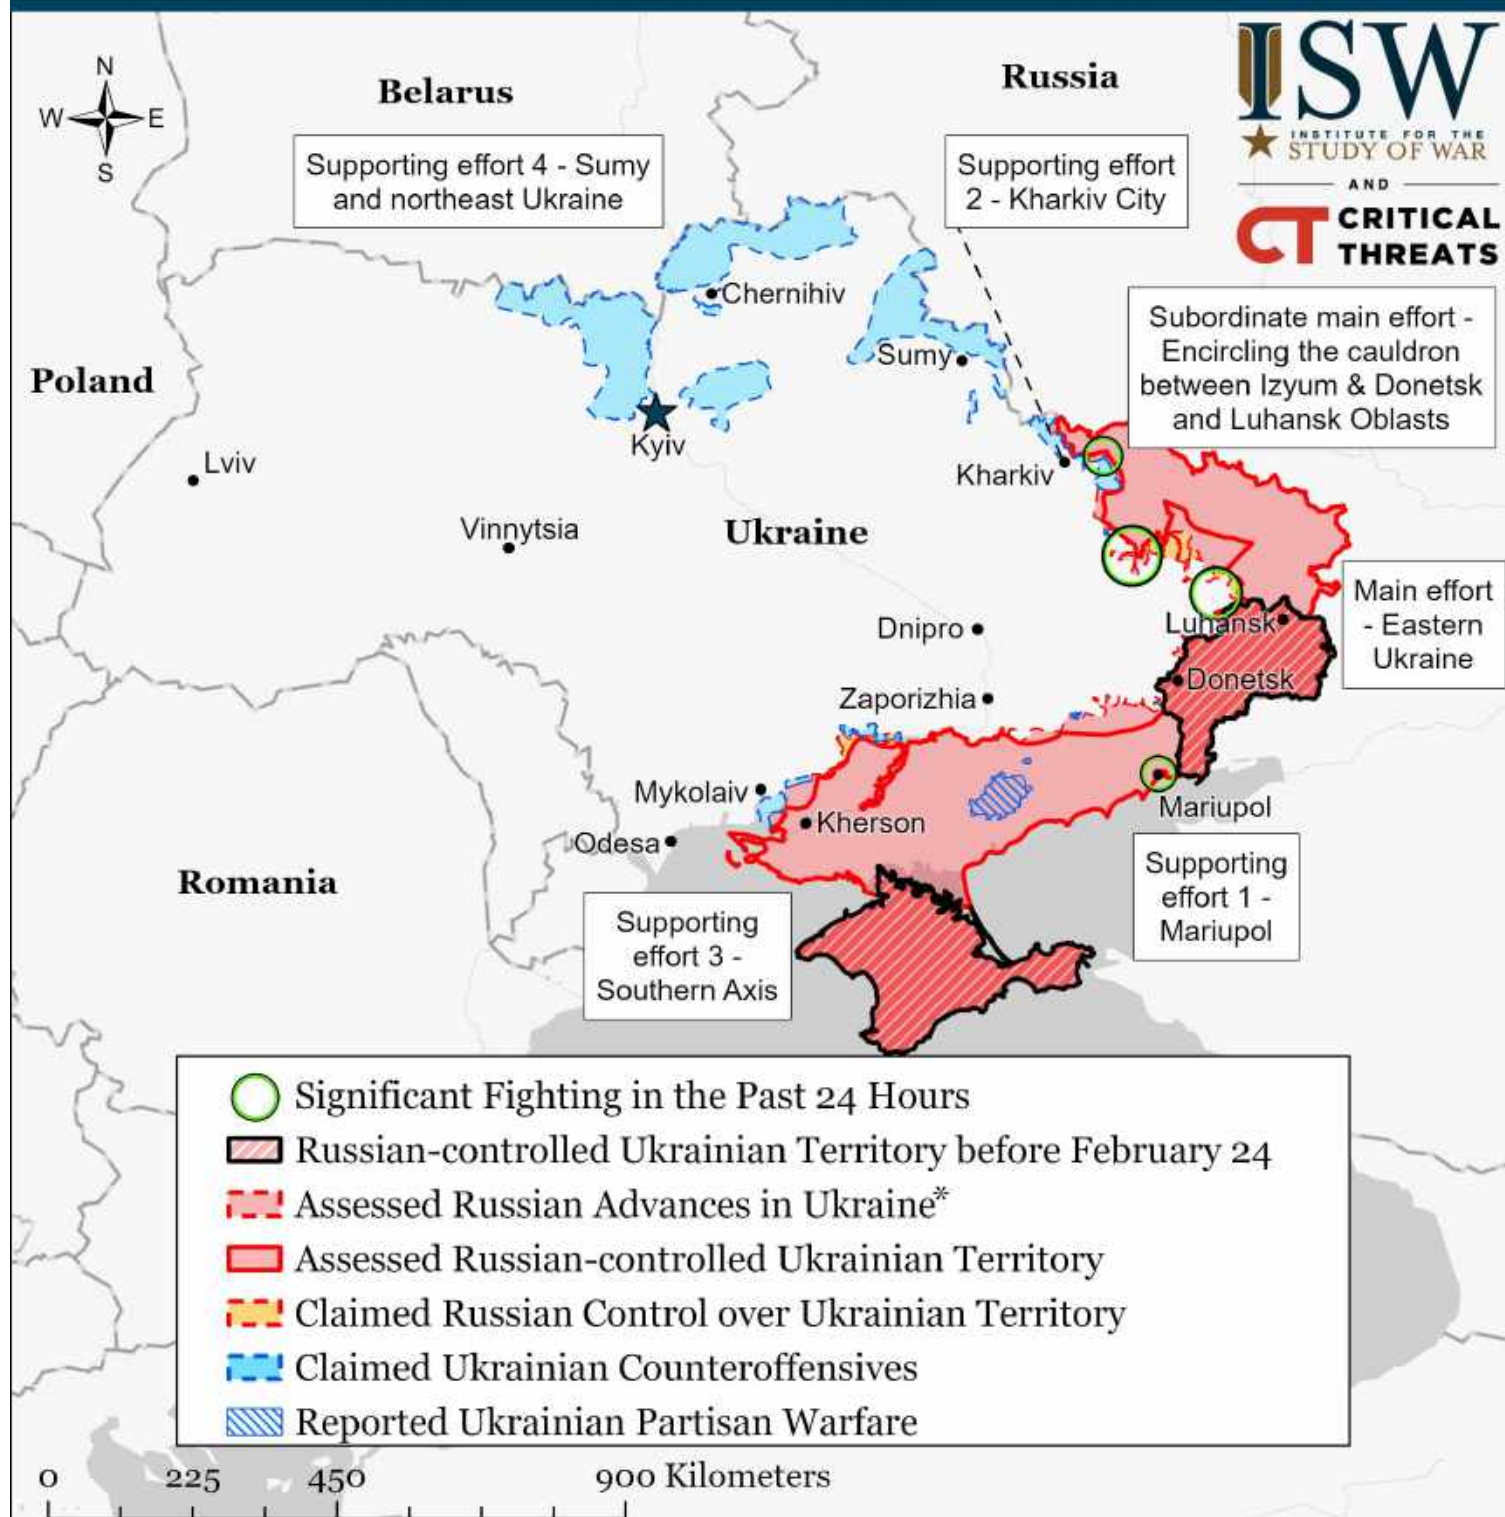 N
W
E
S
Belarus
Russia
ISW
INSTITUTE FOR THE
STUDY OF WAR
AND
CT CRITICAL
THREATS
Supporting effort 4 - Sumy
and northeast Ukraine
Supporting effort
2 - Kharkiv City
Subordinate main effort -
Encircling the cauldron
between Izyum & Donetsk
and Luhansk Oblasts
Chernihiv
Sumy
Poland
Kyiv
Lviv
Kharkiv
Vinnytsia
Ukraine
Main effort
- Eastern
Ukraine
Dnipro
Luhansk
Donetsk
Zaporizhia
Mykolaiv
Mariupol
Kherson
Odesa
Romania
Supporting
effort 1 -
Mariupol
Supporting
effort 3 -
Southern Axis
Significant Fighting in the Past 24 Hours
Russian-controlled Ukrainian Territory before February 24
Assessed Russian Advances in Ukraine*
Assessed Russian-controlled Ukrainian Territory
Claimed Russian Control over Ukrainian Territory
Claimed Ukrainian Counteroffensives
Reported Ukrainian Partisan Warfare
0 225 450 900 Kilometers